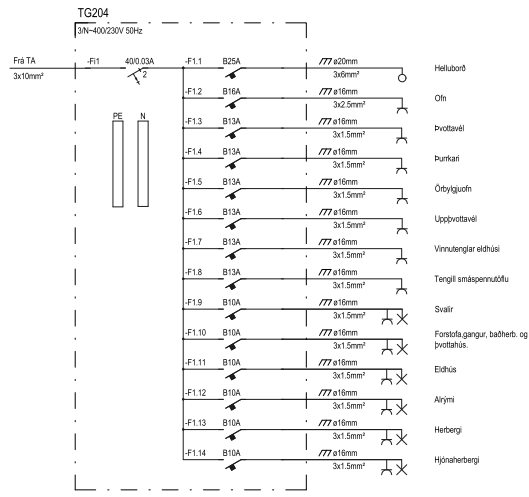 TG204
3/N~400/230V 50Hz
Frá TA -Fi1 40/0.03A -F1.1 B25A ø20mm Helluborð
3x10mm² 2 3x6mm²
-F1.2 B16A ø16mm Ofn
3x2.5mm²
PE N -F1.3 B13A ø16mm Þvottavél
3x1.5mm²
-F1.4 B13A ø16mm Þurrkari
3x1.5mm²
-F1.5 B13A ø16mm Örbylgjuofn
3x1.5mm²
-F1.6 B13A ø16mm Uppþvottavél
3x1.5mm²
-F1.7 B13A ø16mm Vinnutenglar eldhúsi
3x1.5mm²
-F1.8 B13A ø16mm Tengill smáspennutöflu
3x1.5mm²
-F1.9 B10A ø16mm Svalir
3x1.5mm²
-F1.10 B10A ø16mm Forstofa,gangur, baðherb. og
3x1.5mm² þvottahús.
-F1.11 B10A ø16mm Eldhús
3x1.5mm²
-F1.12 B10A ø16mm Alrými
3x1.5mm²
-F1.13 B10A ø16mm Herbergi
3x1.5mm²
-F1.14 B10A ø16mm Hjónaherbergi
3x1.5mm²